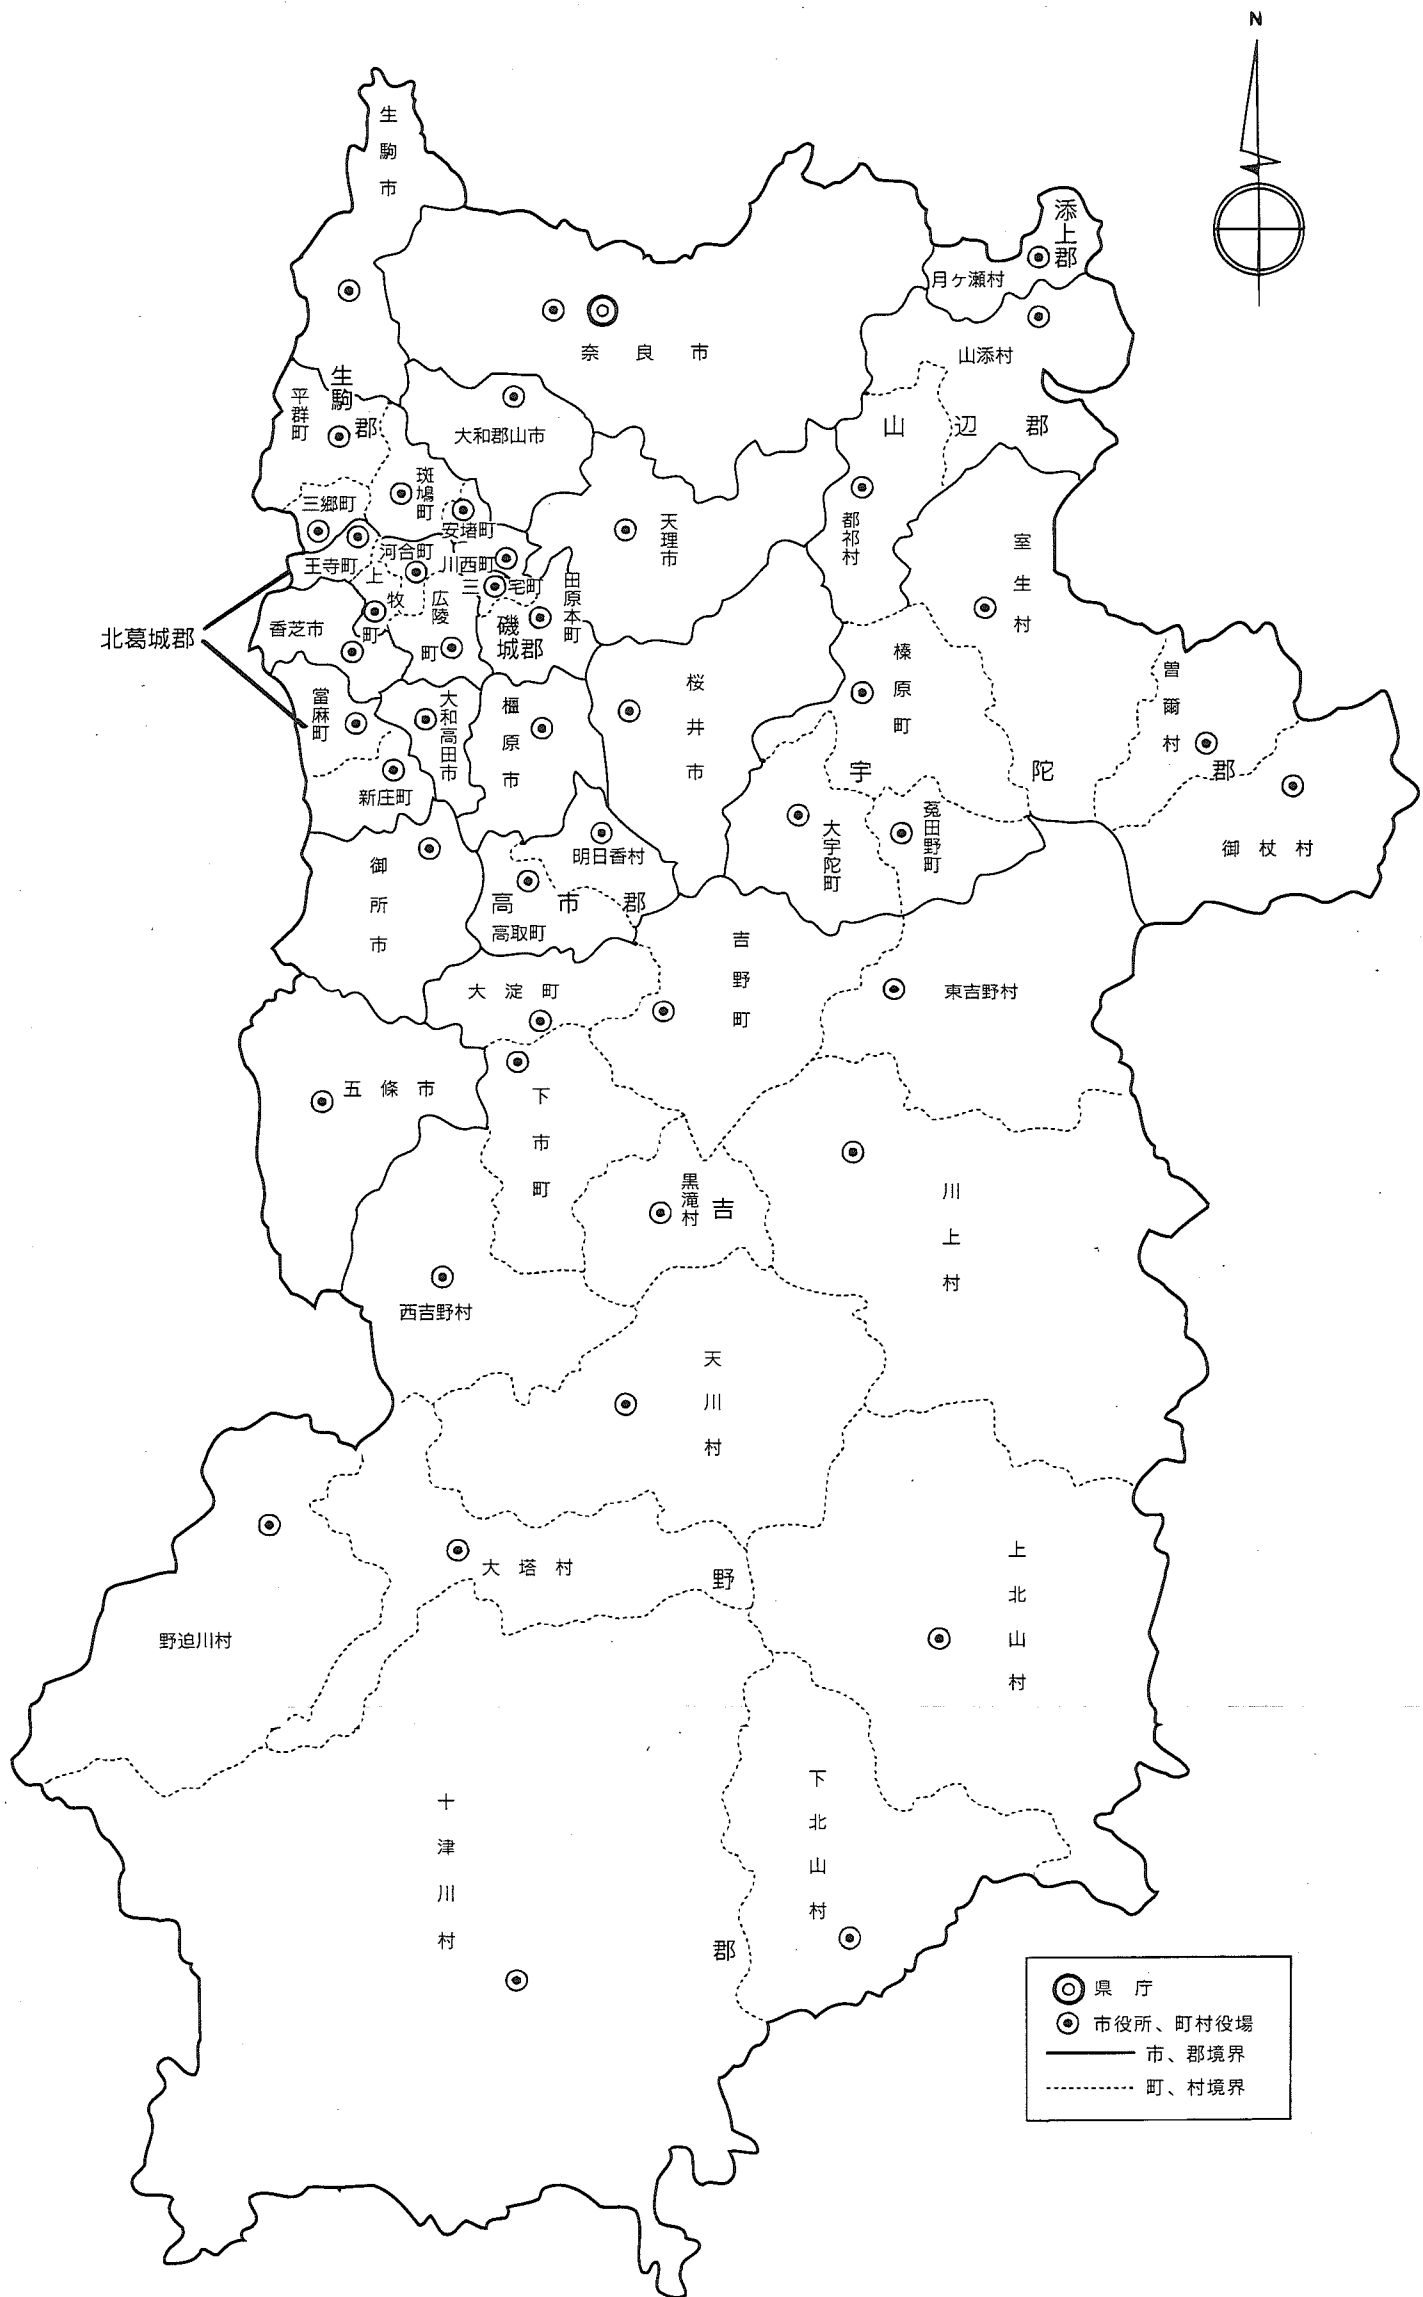 N
生駒市
添上郡
月ヶ瀬村
山添村
奈良市
生駒郡
平群町
大和郡山市
山辺郡
斑鳩町
三郷町
安堵町
天理市
都祁村
室生村
王寺町
河合町
川西町
三宅町
田原本町
上牧町
広陵町
磯城郡
北葛城郡
香芝市
榛原町
曽爾村
當麻町
大和高田市
橿原市
桜井市
宇陀郡
新庄町
大宇陀町
菟田野町
御杖村
明日香村
御所市
高市郡
高取町
吉野町
大淀町
東吉野村
五條市
下市町
黒滝村
吉野郡
川上村
西吉野村
天川村
大塔村
上北山村
野迫川村
下北山村
十津川村
県庁
市役所、町村役場
市、郡境界
町、村境界